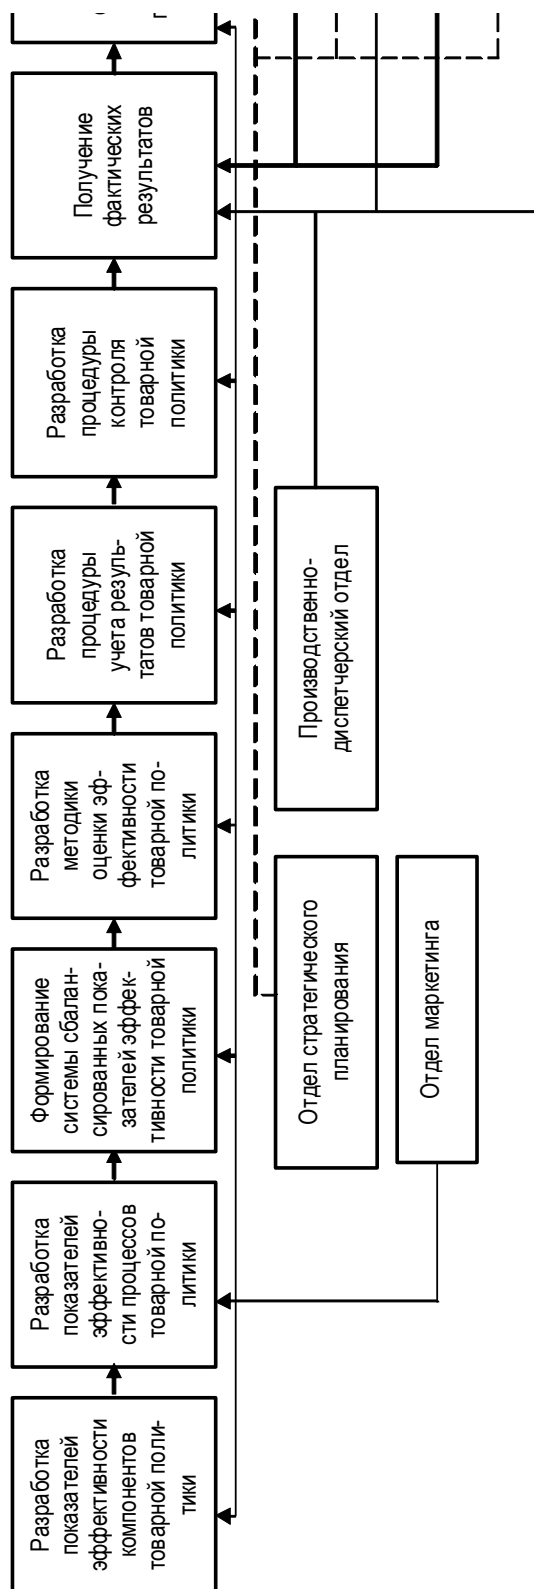 Разработка
показателей
эффективности
компонентов
товарной поли-
тики
Разработка
показателей
эффективно-
сти процессов
товарной по-
литики
Формирование
системы сбалан-
сированных пока-
зателей эффек-
тивности товарной
политики
Разработка
методики
оценки эф-
фективности
товарной по-
литики
Разработка
процедуры
учета резуль-
татов товарной
политики
Разработка
процедуры
контроля
товарной
политики
Получение
фактических
результатов
Отдел стратегического
планирования
Производственно-
диспетчерский отдел
Отдел маркетинга